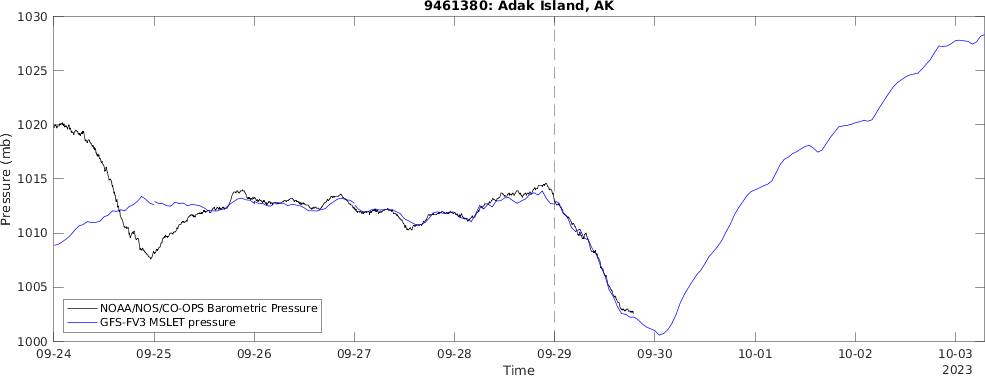 9461380: Adak Island, AK
1030
1025
1020
1015
1010
1005
1000
Pressure (mb)
NOAA/NOS/CO-OPS Barometric Pressure
GFS-FV3 MSLET pressure
09-24 09-25 09-26 09-27 09-28 09-29 09-30 10-01 10-02 10-03
2023
Time